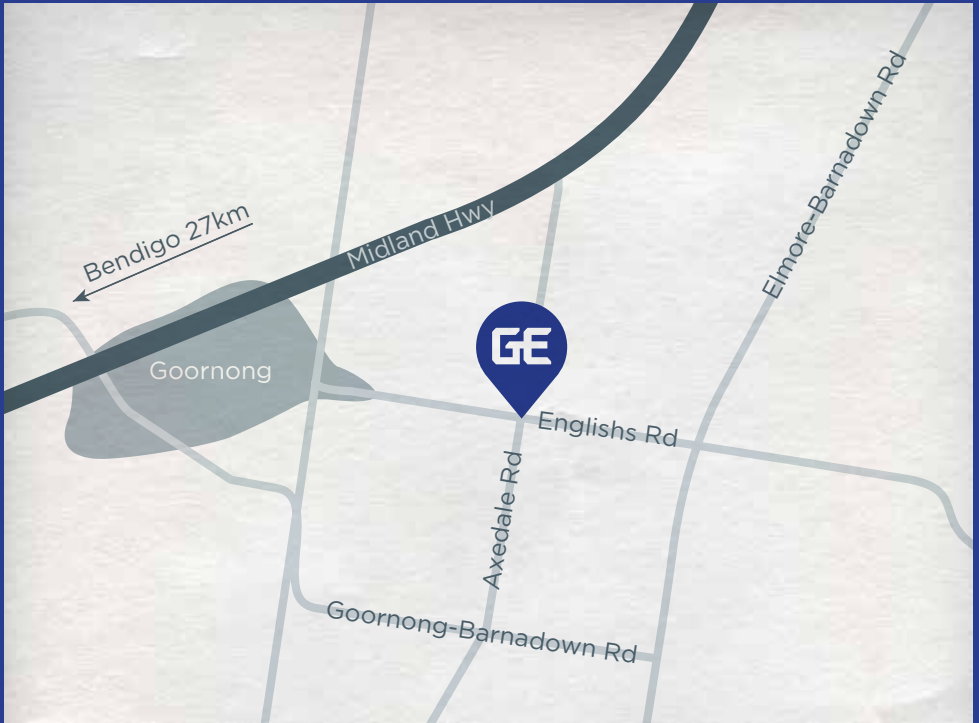 Elmore-Barnadown Rd
Midland Hwy
Bendigo 27km
GE
Goornong
Englishs Rd
Axedale Rd
Goornong-Barnadown Rd